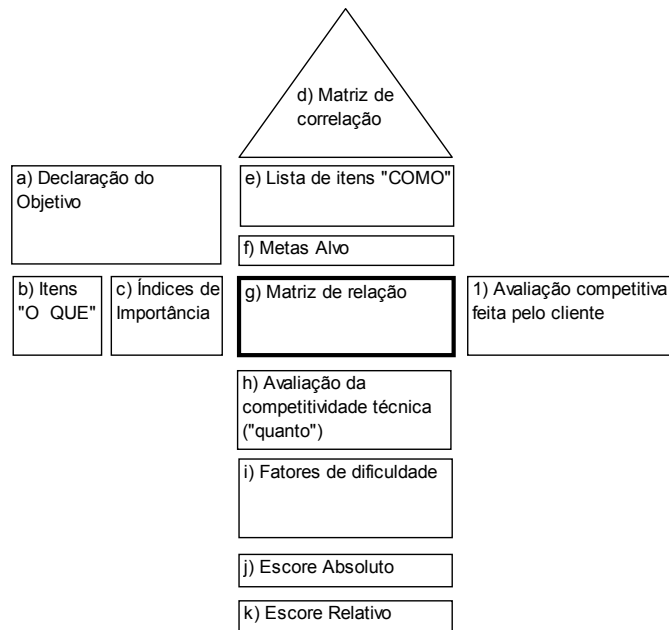 d) Matriz de
correlação
a) Declaração do
Objetivo
e) Lista de itens "COMO"
f) Metas Alvo
b) Itens
"O QUE"
c) Índices de
Importância
g) Matriz de relação
1) Avaliação competitiva
feita pelo cliente
h) Avaliação da
competitividade técnica
("quanto")
i) Fatores de dificuldade
j) Escore Absoluto
k) Escore Relativo